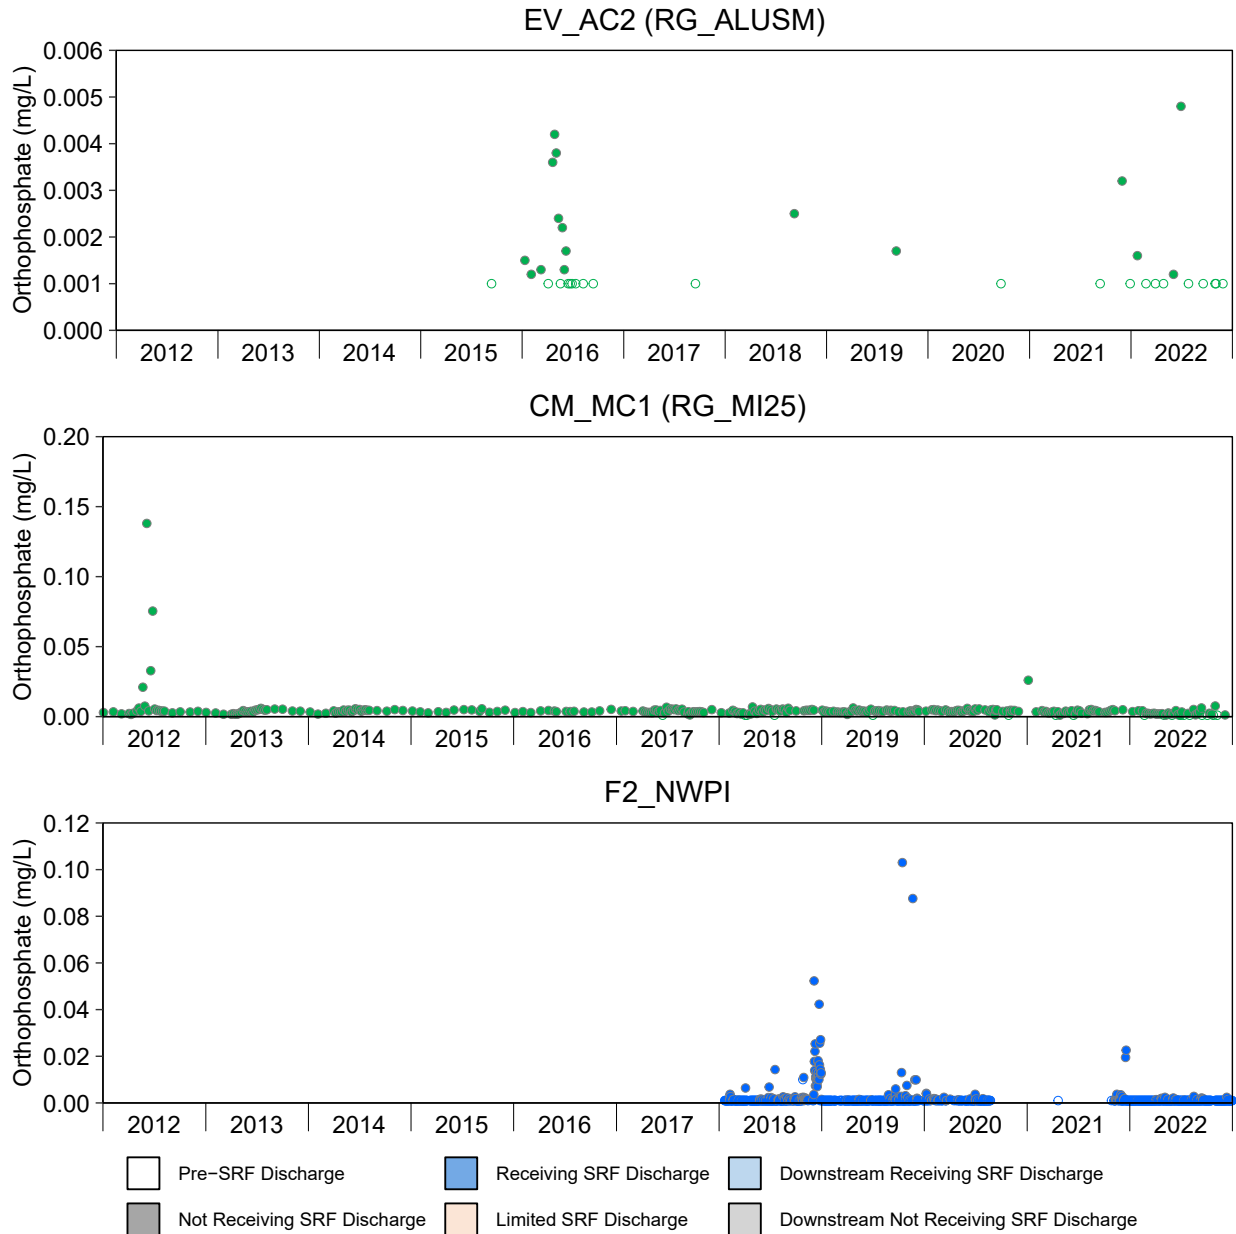 EV_AC2 (RG_ALUSM)
Orthophosphate (mg/L)
0.006
0.005
0.004
0.003
0.002
0.001
0.000
2012 2013 2014 2015 2016 2017 2018 2019 2020 2021 2022
CM_MC1 (RG_MI25)
Orthophosphate (mg/L)
0.20
0.15
0.10
0.05
0.00
2012 2013 2014 2015 2016 2017 2018 2019 2020 2021 2022
F2_NWPI
Orthophosphate (mg/L)
0.12
0.10
0.08
0.06
0.04
0.02
0.00
2012 2013 2014 2015 2016 2017 2018 2019 2020 2021 2022
Pre−SRF Discharge Receiving SRF Discharge Downstream Receiving SRF Discharge
Not Receiving SRF Discharge Limited SRF Discharge Downstream Not Receiving SRF Discharge